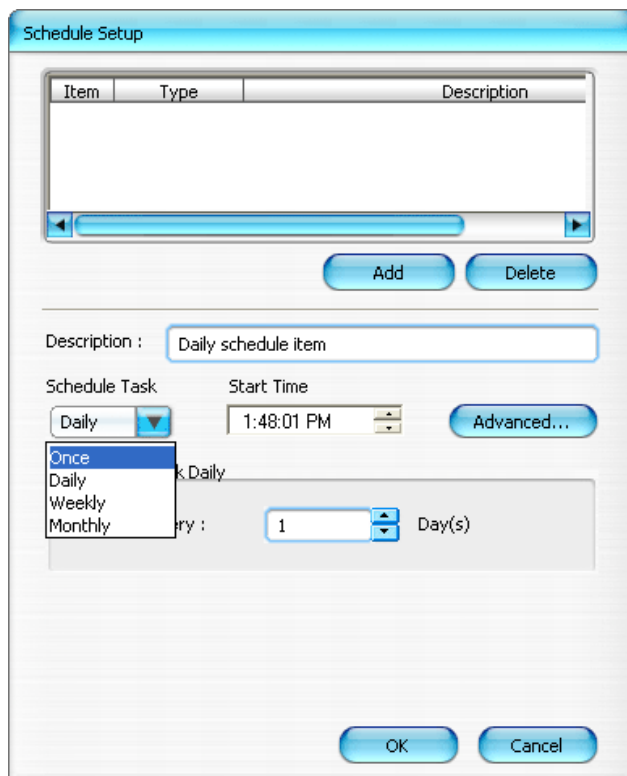 Schedule Setup
Item Type Description
Add Delete
Description : Daily schedule item
Schedule Task Start Time
Daily 1:48:01 PM Advanced...
Once
Daily
Weekly
Monthly
Daily
1 Day(s)
OK Cancel